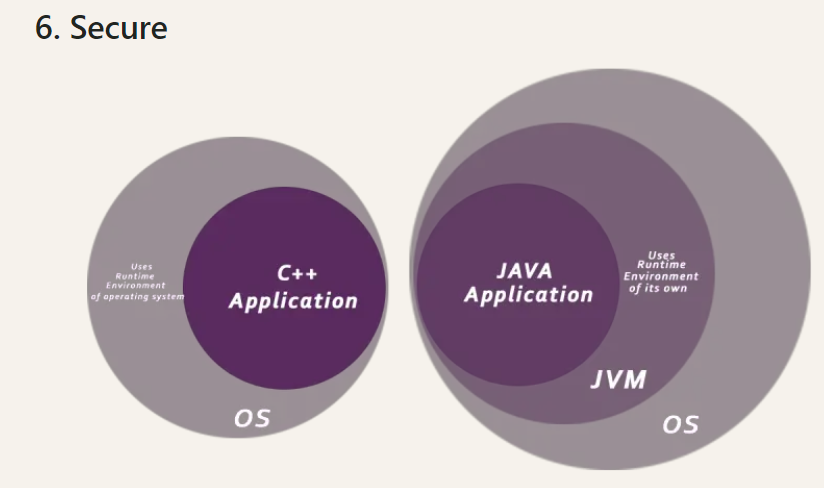 6. Secure
Uses
Runtime
Environment
of operating system
C++
Application
OS
JAVA
Application
Uses
Runtime
Environment
of its own
JVM
OS